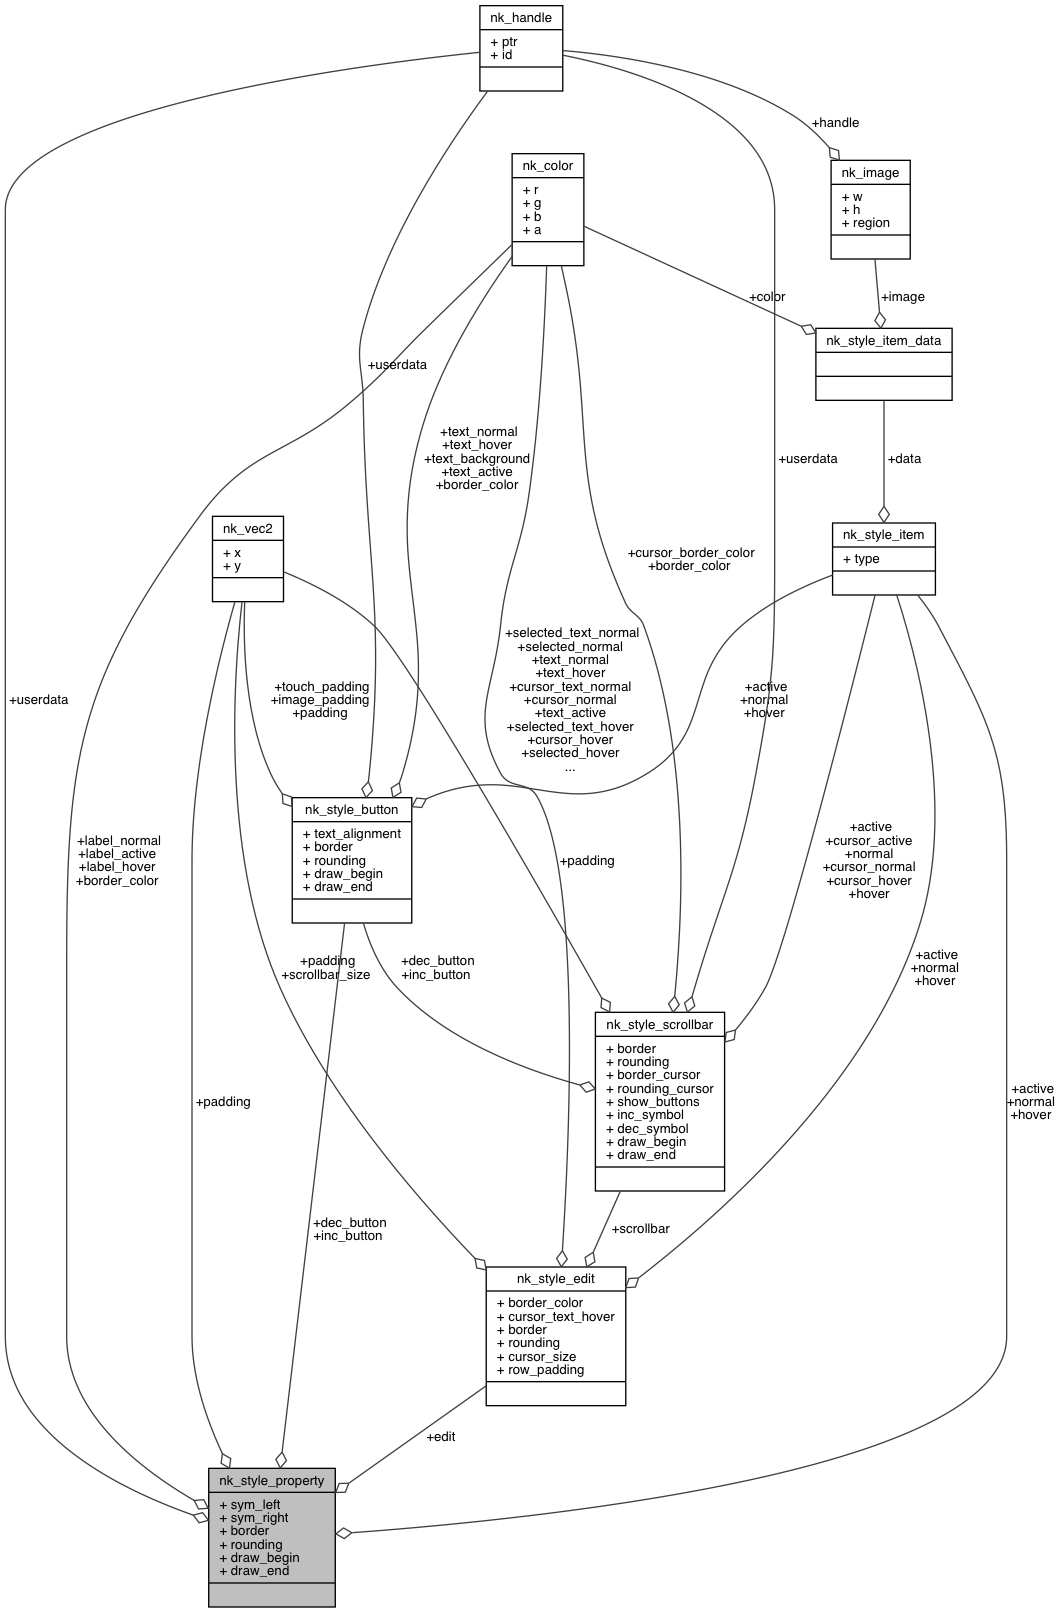 nk_handle
+ ptr
+ id
+handle
nk_color
+ r
+ g
+ b
+ a
nk_image
+ w
+ h
+ region
+color
+image
nk_style_item_data
+userdata
+text_normal
+text_hover
+text_background
+text_active
+border_color
+userdata
+data
nk_vec2
+ x
+ y
nk_style_item
+ type
+cursor_border_color
+border_color
+selected_text_normal
+selected_normal
+text_normal
+text_hover
+cursor_text_normal
+cursor_normal
+text_active
+selected_text_hover
+cursor_hover
+selected_hover
...
+userdata
+touch_padding
+image_padding
+padding
+active
+normal
+hover
nk_style_button
+ text_alignment
+ border
+ rounding
+ draw_begin
+ draw_end
+label_normal
+label_active
+label_hover
+border_color
+padding
+active
+cursor_active
+normal
+cursor_normal
+cursor_hover
+hover
+padding
+scrollbar_size
+dec_button
+inc_button
+active
+normal
+hover
nk_style_scrollbar
+ border
+ rounding
+ border_cursor
+ rounding_cursor
+ show_buttons
+ inc_symbol
+ dec_symbol
+ draw_begin
+ draw_end
+padding
+active
+normal
+hover
+dec_button
+inc_button
+scrollbar
nk_style_edit
+ border_color
+ cursor_text_hover
+ border
+ rounding
+ cursor_size
+ row_padding
+edit
nk_style_property
+ sym_left
+ sym_right
+ border
+ rounding
+ draw_begin
+ draw_end